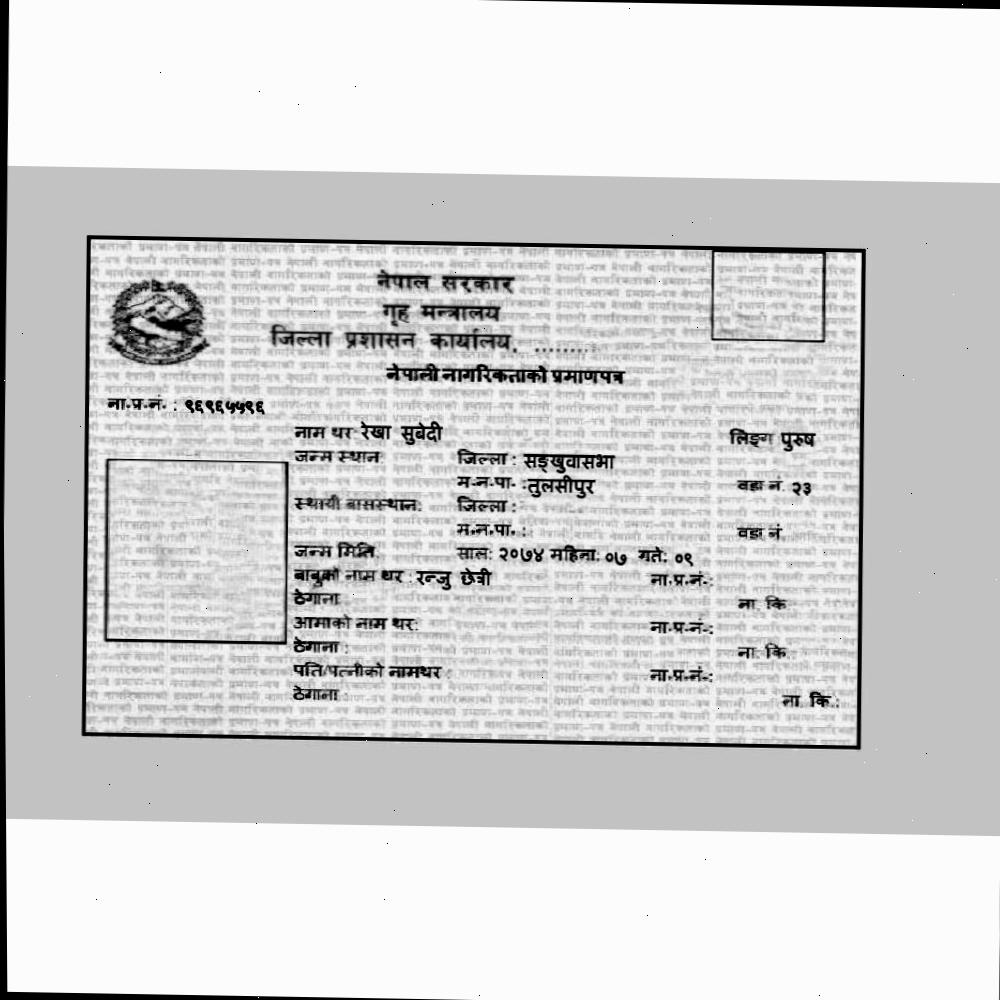 नेपाल सरकार
गृह मन्त्रालय
जिल्ला प्रशासन कार्यालय, .........
नेपाली नागरिकताको प्रमाणपत्र
ना.प्र.नं. : ९६९६५५९६
नाम थर रेखा सुबेदी लिङ्ग पुरुष
जन्म स्थान जिल्ला : सङ्खुवासभा
म.न.पा. : तुलसीपुर वडा नं. २३
स्थायी बासस्थान: जिल्ला :
म.न.पा. : वडा नं
जन्म मिति साल: २०७४ महिना: ०७ गते: ०९
बाबुको नाम थर : रन्जु छेत्री ना.प्र.नं.:
ठेगाना ना. कि
आमाको नाम थर: ना.प्र.नं.:
ठेगाना : ना. कि.:
पति/पत्नीको नामथर : ना.प्र.नं.:
ठेगाना : ना. कि.: